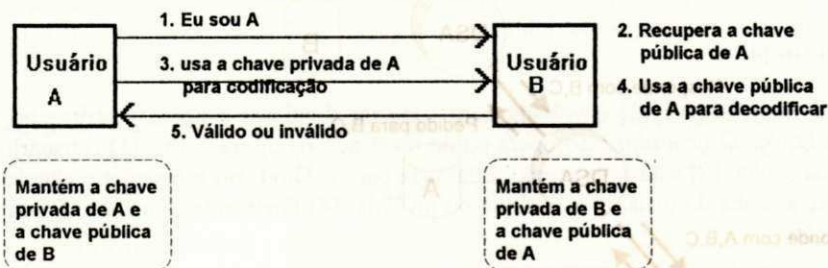 1. Eu sou A
Usuário
A
3. usa a chave privada de A
para codificação
5. Válido ou inválido
Usuário
B
2. Recupera a chave
pública de A
4. Usa a chave pública
de A para decodificar
Mantém a chave
privada de A e
a chave pública
de B
Mantém a chave
privada de B e
a chave pública
de A